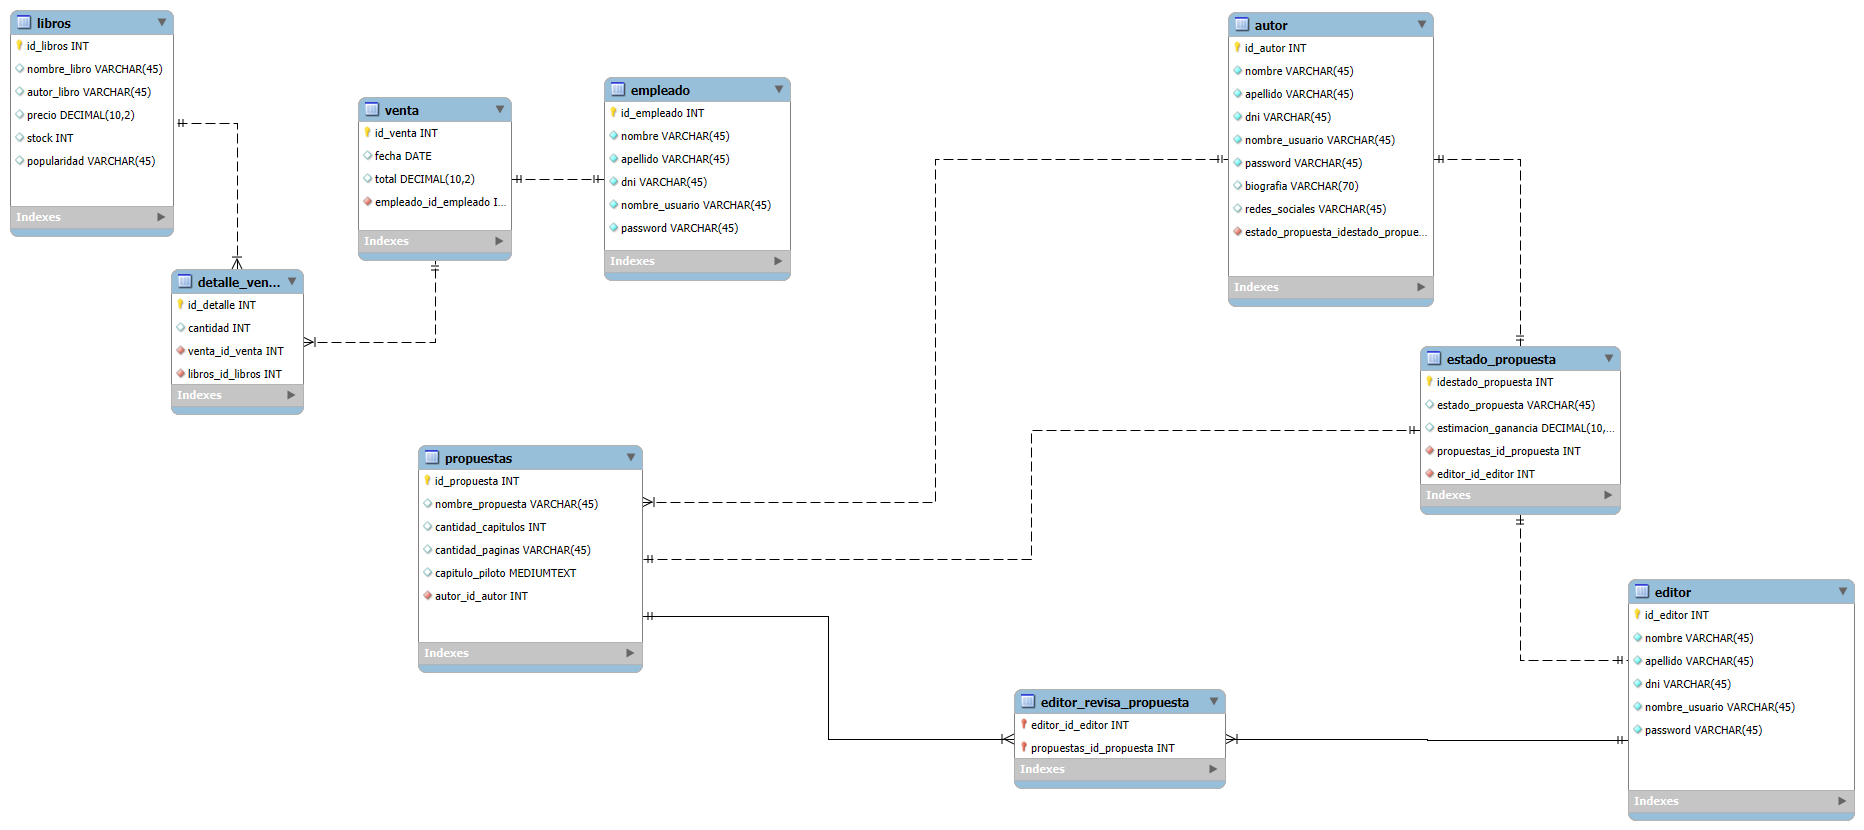 libros
id_libros INT
nombre_libro VARCHAR(45)
autor_libro VARCHAR(45)
precio DECIMAL(10,2)
stock INT
popularidad VARCHAR(45)
Indexes
venta
id_venta INT
fecha DATE
total DECIMAL(10,2)
empleado_id_empleado I...
Indexes
empleado
id_empleado INT
nombre VARCHAR(45)
apellido VARCHAR(45)
dni VARCHAR(45)
nombre_usuario VARCHAR(45)
password VARCHAR(45)
Indexes
autor
id_autor INT
nombre VARCHAR(45)
apellido VARCHAR(45)
dni VARCHAR(45)
nombre_usuario VARCHAR(45)
password VARCHAR(45)
biografia VARCHAR(70)
redes_sociales VARCHAR(45)
estado_propuesta_idestado_propue...
Indexes
detalle_ven...
id_detalle INT
cantidad INT
venta_id_venta INT
libros_id_libros INT
Indexes
estado_propuesta
idestado_propuesta INT
estado_propuesta VARCHAR(45)
estimacion_ganancia DECIMAL(10,...
propuestas_id_propuesta INT
editor_id_editor INT
Indexes
propuestas
id_propuesta INT
nombre_propuesta VARCHAR(45)
cantidad_capitulos INT
cantidad_paginas VARCHAR(45)
capitulo_piloto MEDIUMTEXT
autor_id_autor INT
Indexes
editor
id_editor INT
nombre VARCHAR(45)
apellido VARCHAR(45)
dni VARCHAR(45)
nombre_usuario VARCHAR(45)
password VARCHAR(45)
Indexes
editor_revisa_propuesta
editor_id_editor INT
propuestas_id_propuesta INT
Indexes